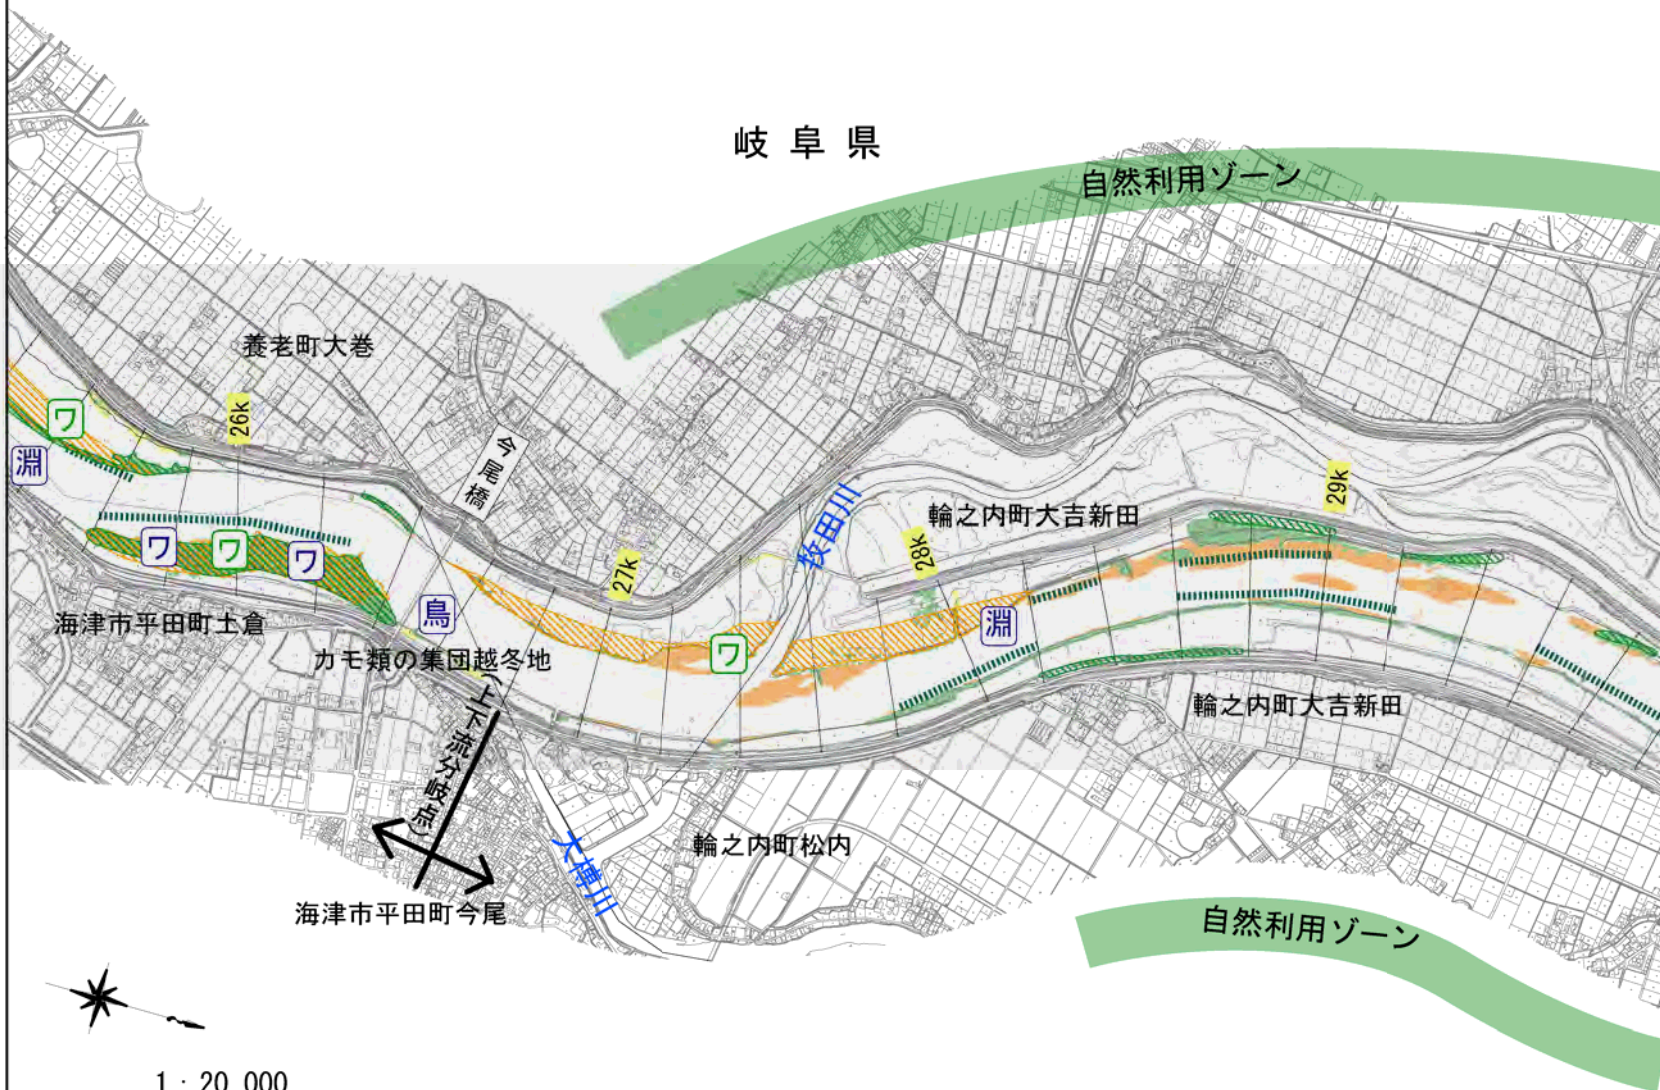 岐阜県
自然利用ゾーン
養老町大巻
26k
ワ
淵
今尾橋
牧田川
輪之内町大吉新田
29k
28k
27k
ワ
ワ
ワ
鳥
淵
ワ
海津市平田町土倉
カモ類の集団越冬地
(上下流分岐点)
輪之内町大吉新田
大榑川
輪之内町松内
海津市平田町今尾
自然利用ゾーン
1:20,000